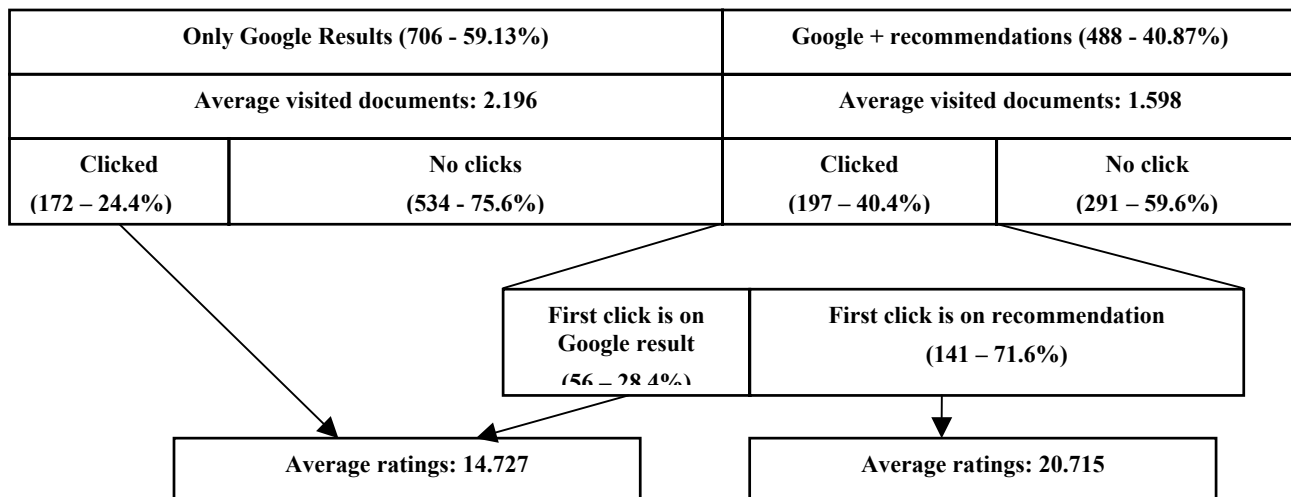 Only Google Results (706 - 59.13%)
Google + recommendations (488 - 40.87%)
Average visited documents: 2.196
Average visited documents: 1.598
Clicked
(172 – 24.4%)
No clicks
(534 - 75.6%)
Clicked
(197 – 40.4%)
No click
(291 – 59.6%)
First click is on
Google result
(56 – 28.4%)
First click is on recommendation
(141 – 71.6%)
Average ratings: 14.727
Average ratings: 20.715